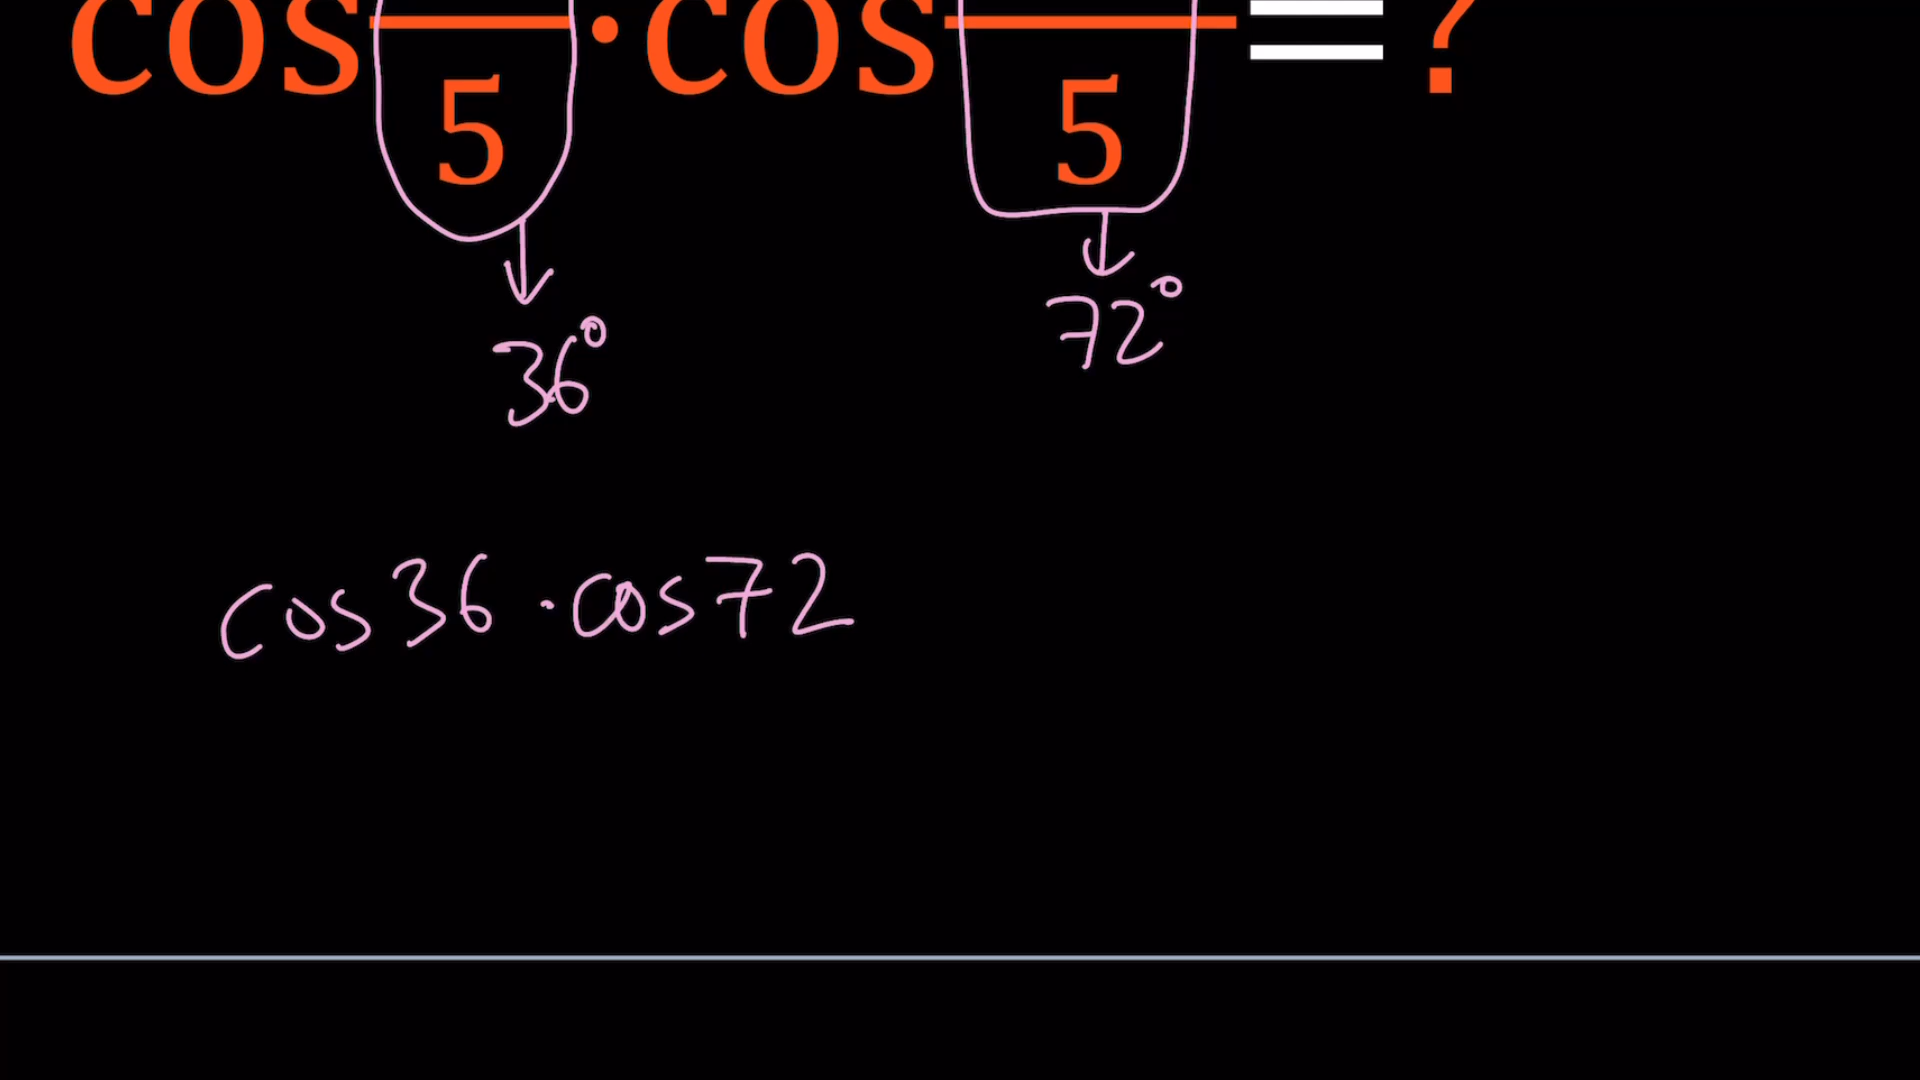 cos 5 · cos 5 = ?
36° 72°
cos36 · cos72